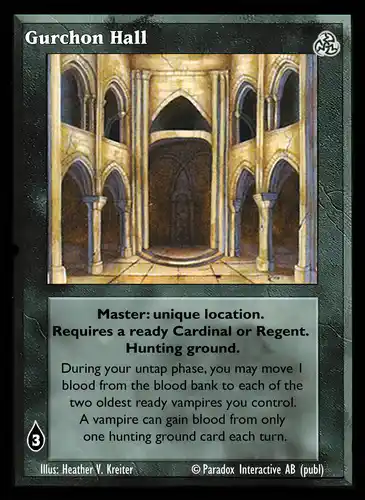 Gurchon Hall
Master: unique location.
Requires a ready Cardinal or Regent.
Hunting ground.
During your untap phase, you may move 1
blood from the blood bank to each of the
two oldest ready vampires you control.
A vampire can gain blood from only
one hunting ground card each turn.
3
Illus: Heather V. Kreiter © Paradox Interactive AB (publ)